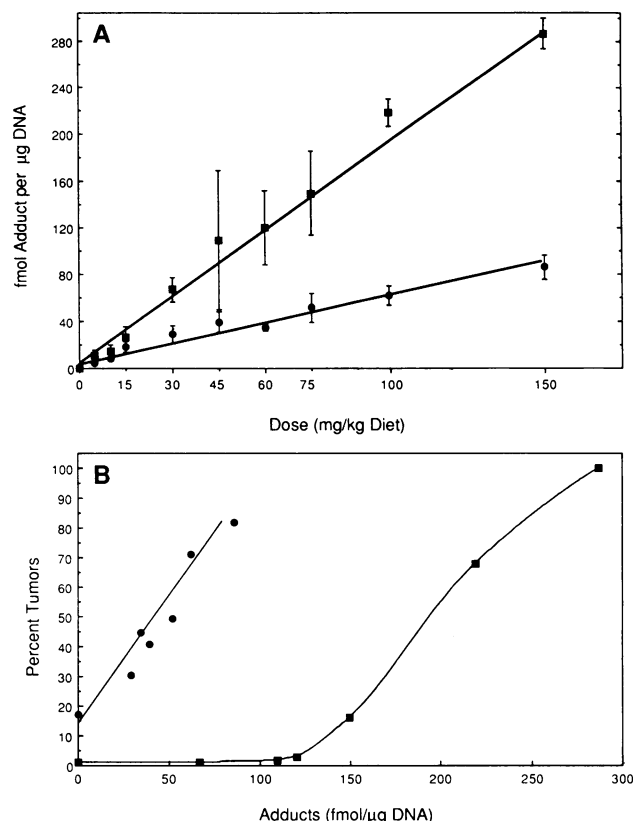 A
280
240
200
160
120
80
40
0
fmol Adduct per μg DNA
0 15 30 45 60 75 100 150
Dose (mg/kg Diet)
B
100
90
80
70
60
50
40
30
20
10
0
Percent Tumors
0 50 100 150 200 250 300
Adducts (fmol/μg DNA)